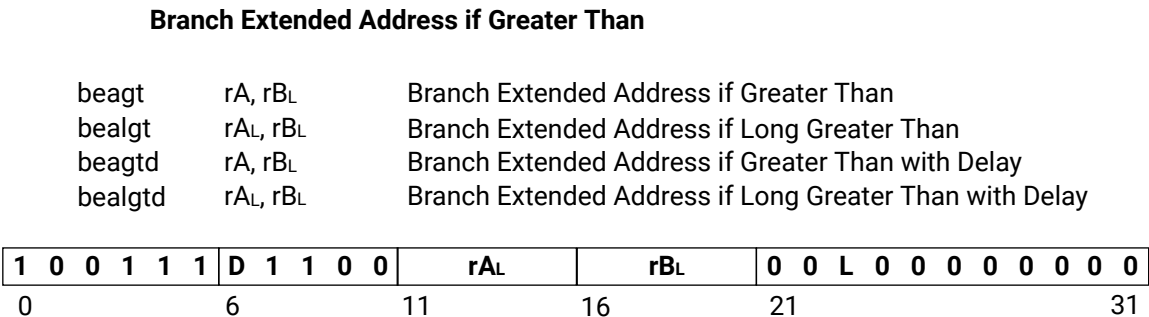 Branch Extended Address if Greater Than
beagt rA, rBL Branch Extended Address if Greater Than
bealgt rAL, rBL Branch Extended Address if Long Greater Than
beagtd rA, rBL Branch Extended Address if Greater Than with Delay
bealgtd rAL, rBL Branch Extended Address if Long Greater Than with Delay
1 0 0 1 1 1 D 1 1 0 0 rAL rBL 0 0 L 0 0 0 0 0 0 0 0
0 6 11 16 21 31